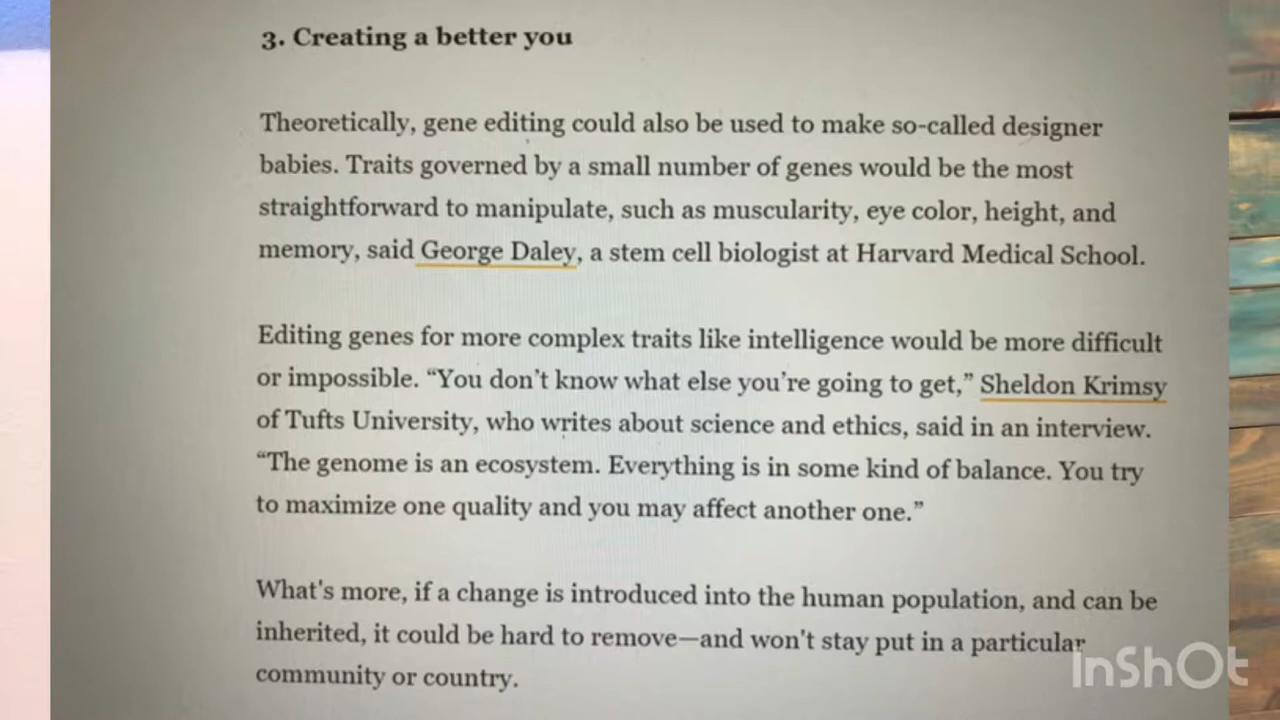 3. Creating a better you
Theoretically, gene editing could also be used to make so-called designer
babies. Traits governed by a small number of genes would be the most
straightforward to manipulate, such as muscularity, eye color, height, and
memory, said George Daley, a stem cell biologist at Harvard Medical School.
Editing genes for more complex traits like intelligence would be more difficult
or impossible. “You don’t know what else you’re going to get,” Sheldon Krimsy
of Tufts University, who writes about science and ethics, said in an interview.
“The genome is an ecosystem. Everything is in some kind of balance. You try
to maximize one quality and you may affect another one.”
What's more, if a change is introduced into the human population, and can be
inherited, it could be hard to remove—and won't stay put in a particular
community or country.
InShOt